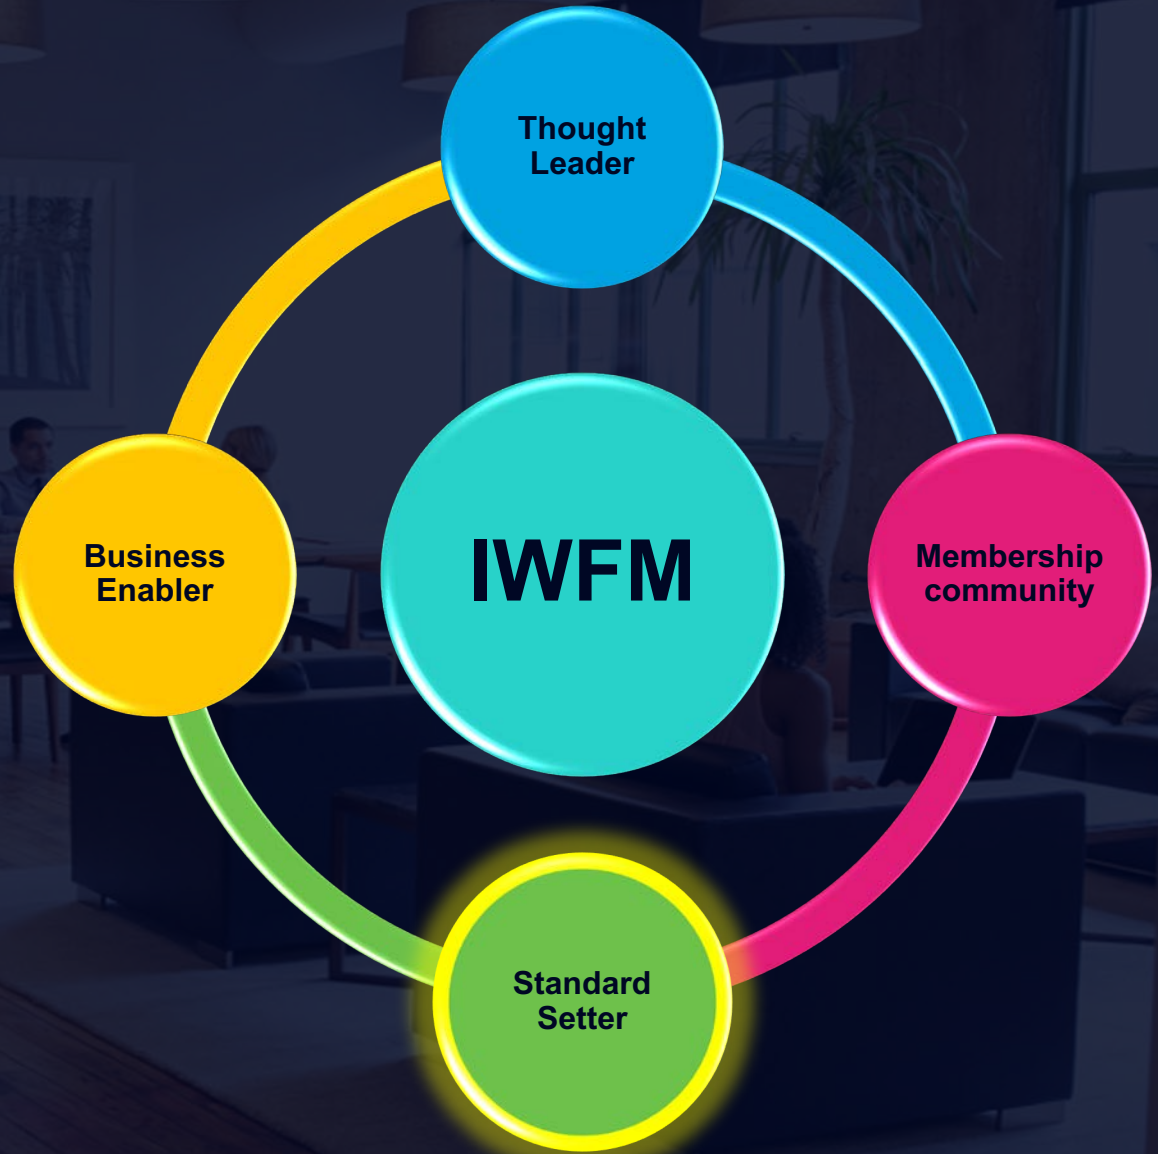 Thought
Leader
Business
Enabler
IWFM
Membership
community
Standard
Setter